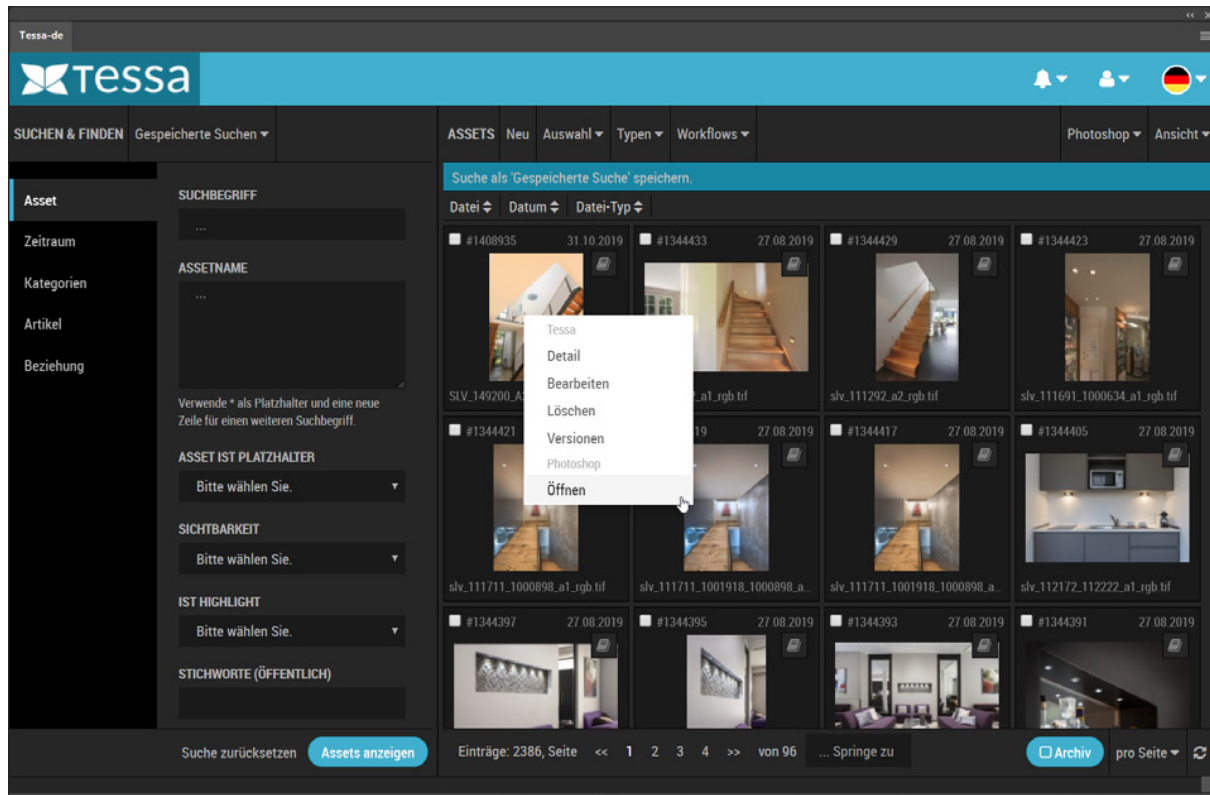 Tessa-de
Tessa
SUCHEN & FINDEN Gespeicherte Suchen
ASSETS Neu Auswahl Typen Workflows
Photoshop Ansicht
Asset
Zeitraum
Kategorien
Artikel
Beziehung
SUCHBEGRIFF
...
ASSETNAME
...
Verwende * als Platzhalter und eine neue
Zeile für einen weiteren Suchbegriff.
ASSET IST PLATZHALTER
Bitte wählen Sie.
SICHTBARKEIT
Bitte wählen Sie.
IST HIGHLIGHT
Bitte wählen Sie.
STICHWORTE (ÖFFENTLICH)
Suche zurücksetzen Assets anzeigen
Suche als 'Gespeicherte Suche' speichern.
Datei Datum Datei-Typ
#1408935 31.10.2019 #1344433 27.08.2019 #1344429 27.08.2019 #1344423 27.08.2019
Tessa
Detail
Bearbeiten
Löschen
Versionen
Photoshop
Öffnen
SLV_149200_A _a1_rgb.tif slv_111292_a2_rgb.tif slv_111691_1000634_a1_rgb.tif
#1344421 19 27.08.2019 #1344417 27.08.2019 #1344405 27.08.2019
slv_111711_1000898_a1_rgb.tif slv_111711_1001918_1000898_a... slv_111711_1001918_1000898_a... slv_112172_112222_a1_rgb.tif
#1344397 27.08.2019 #1344395 27.08.2019 #1344393 27.08.2019 #1344391 27.08.2019
Einträge: 2386, Seite << 1 2 3 4 >> von 96 ... Springe zu
Archiv pro Seite